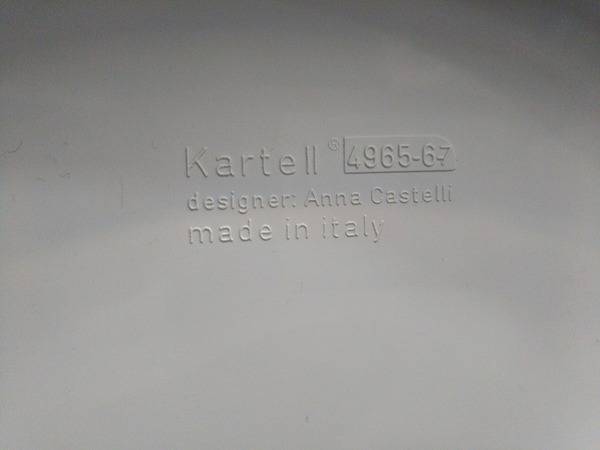 Kartell® 4965-67
designer: Anna Castelli
made in italy